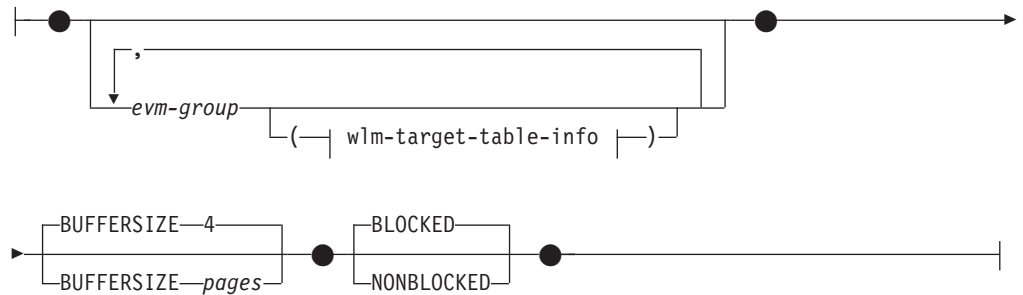 ,
evm-group
( wlm-target-table-info )
BUFFERSIZE 4 BLOCKED
BUFFERSIZE pages NONBLOCKED